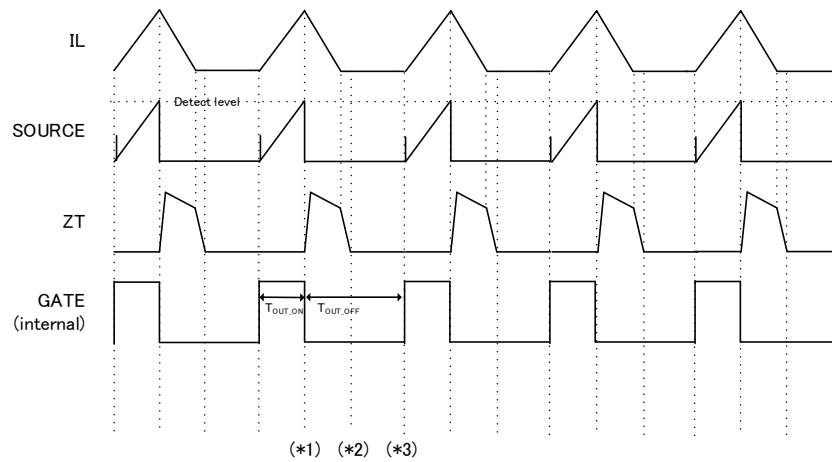 IL
Detect level
SOURCE
ZT
GATE
(internal)
TOUT_ON
TOUT_OFF
(*1) (*2) (*3)